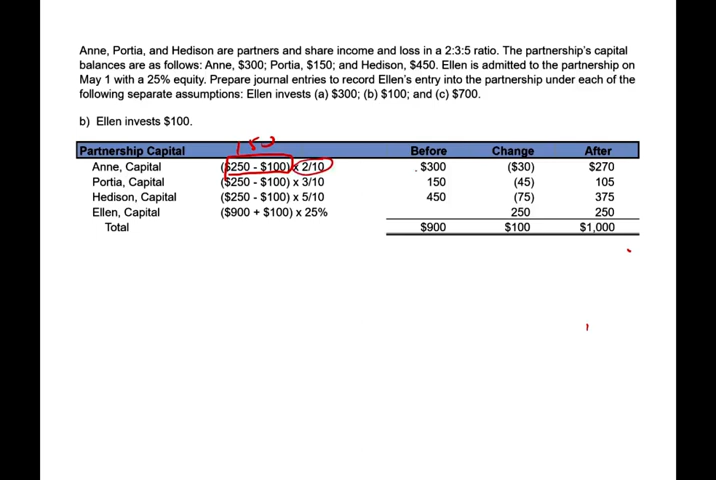 Anne, Portia, and Hedison are partners and share income and loss in a 2:3:5 ratio. The partnership's capital
balances are as follows: Anne, $300; Portia, $150; and Hedison, $450. Ellen is admitted to the partnership on
May 1 with a 25% equity. Prepare journal entries to record Ellen's entry into the partnership under each of the
following separate assumptions: Ellen invests (a) $300; (b) $100; and (c) $700.
b) Ellen invests $100.
150
Partnership Capital Before Change After
Anne, Capital ($250 - $100) x 2/10 $300 ($30) $270
Portia, Capital ($250 - $100) x 3/10 150 (45) 105
Hedison, Capital ($250 - $100) x 5/10 450 (75) 375
Ellen, Capital ($900 + $100) x 25% 250 250
Total $900 $100 $1,000